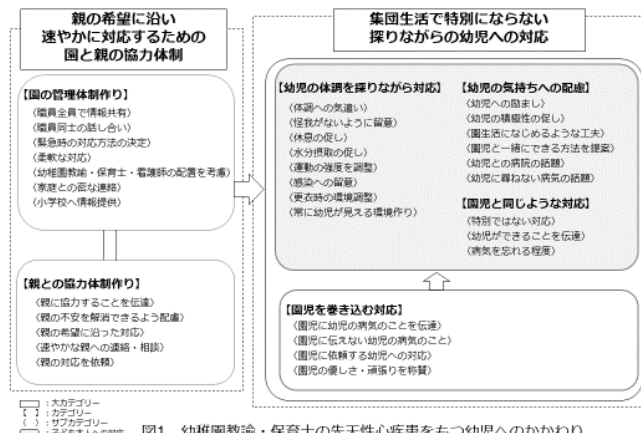 親の希望に沿い
速やかに対応するための
園と親の協力体制
【園の管理体制作り】
〈職員全員で情報共有〉
〈職員同士の話し合い〉
〈緊急時の対応方法の決定〉
〈柔軟な対応〉
〈幼稚園教諭・保育士・看護師の配置を考慮〉
〈家庭との密な連絡〉
〈小学校へ情報提供〉
【親との協力体制作り】
〈親に協力することを伝達〉
〈親の不安を解消できるよう配慮〉
〈親の希望に沿った対応〉
〈速やかな親への連絡・相談〉
〈親の対応を依頼〉
集団生活で特別にならない
探りながらの幼児への対応
【幼児の体調を探りながら対応】
〈体調への気遣い〉
〈怪我がないように留意〉
〈休息の促し〉
〈水分摂取の促し〉
〈運動の強度を調整〉
〈感染への留意〉
〈更衣時の環境調整〉
〈常に幼児が見える環境作り〉
【幼児の気持ちへの配慮】
〈幼児への励まし〉
〈幼児の積極性の促し〉
〈園生活になじめるような工夫〉
〈園児と一緒にできる方法を提案〉
〈幼児との病院の話題〉
〈幼児に尋ねない病気の話題〉
【園児と同じような対応】
〈特別ではない対応〉
〈幼児ができることを伝達〉
〈病気を忘れる程度〉
【園児を巻き込む対応】
〈園児に幼児の病気のことを伝達〉
〈園児に伝えない幼児の病気のこと〉
〈園児に依頼する幼児への対応〉
〈園児の優しさ・頑張りを称賛〉
：大カテゴリー
【 】：カテゴリー
〈 〉：サブカテゴリー
図1 幼稚園教諭・保育士の先天性心疾患をもつ幼児へのかかわり